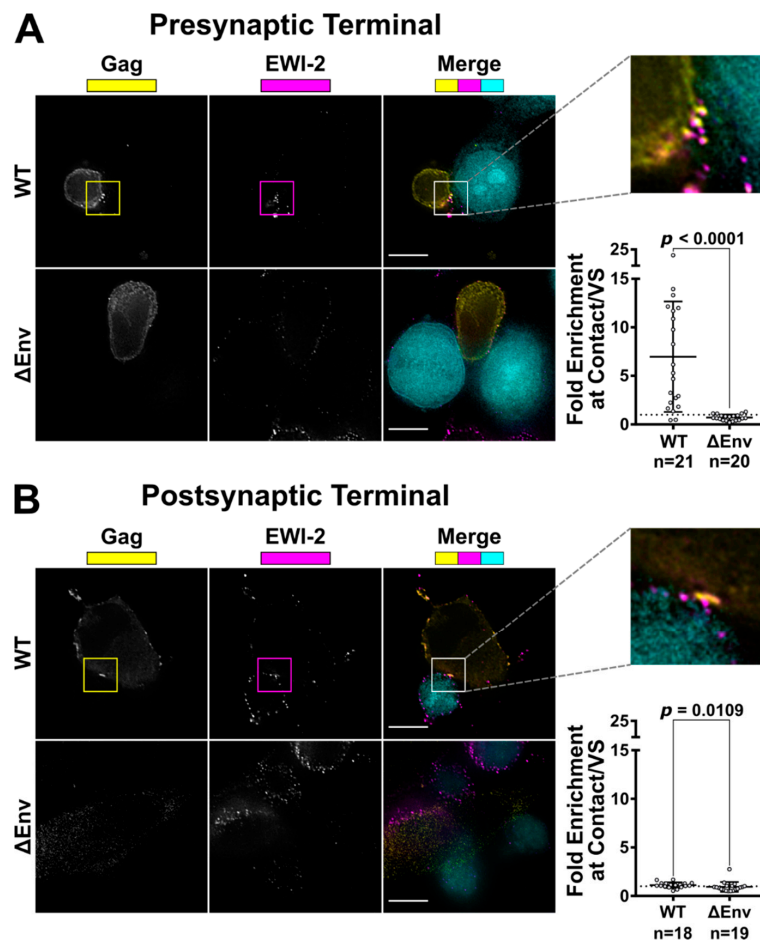 A
Presynaptic Terminal
Gag
EWI-2
Merge
WT
ΔEnv
p < 0.0001
25
15
10
5
0
Fold Enrichment
at Contact/VS
WT
ΔEnv
n=21
n=20
B
Postsynaptic Terminal
Gag
EWI-2
Merge
WT
ΔEnv
p = 0.0109
25
15
10
5
0
Fold Enrichment
at Contact/VS
WT
ΔEnv
n=18
n=19